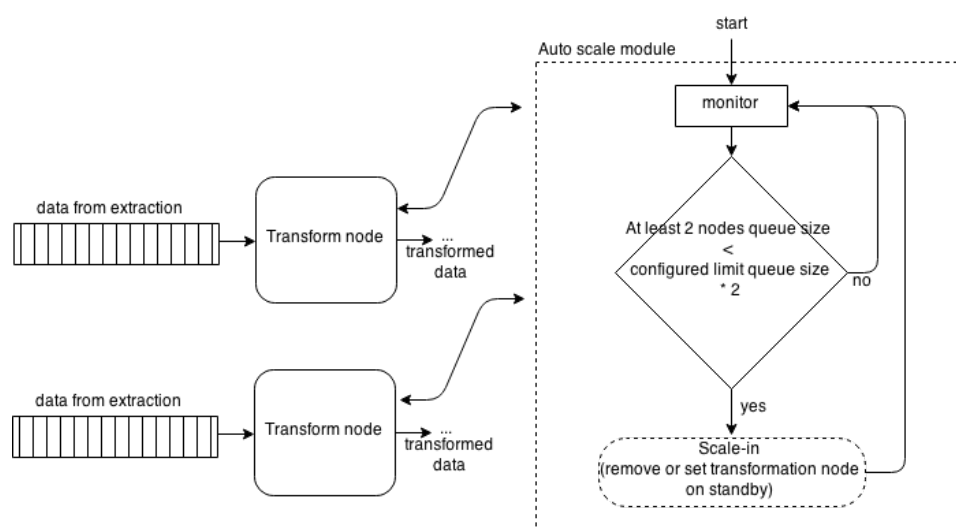 start
Auto scale module
monitor
data from extraction
Transform node
...
transformed
data
At least 2 nodes queue size
<
configured limit queue size
* 2
no
data from extraction
Transform node
...
transformed
data
yes
Scale-in
(remove or set transformation node
on standby)